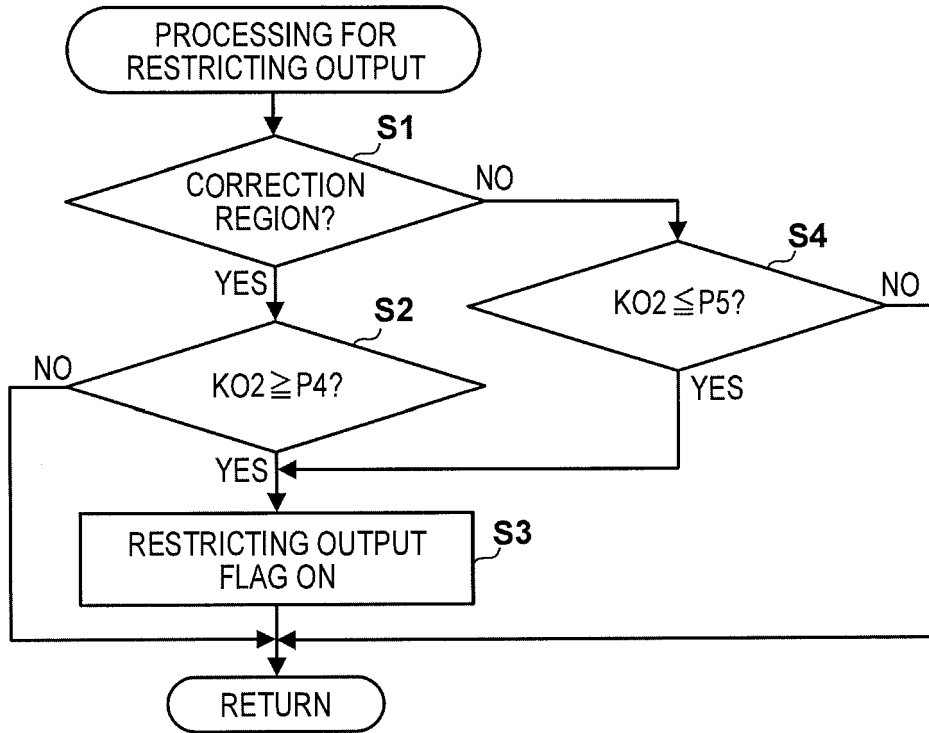 PROCESSING FOR
RESTRICTING OUTPUT
S1
CORRECTION
REGION?
NO
YES
S4
KO2≦P5?
NO
YES
S2
KO2≧P4?
NO
YES
S3
RESTRICTING OUTPUT
FLAG ON
RETURN